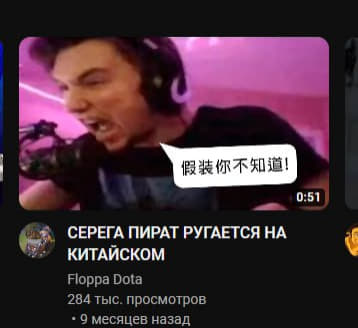 假装你不知道!
0:51
СЕРЕГА ПИРАТ РУГАЕТСЯ НА
КИТАЙСКОМ
Floppa Dota
284 тыс. просмотров
• 9 месяцев назад